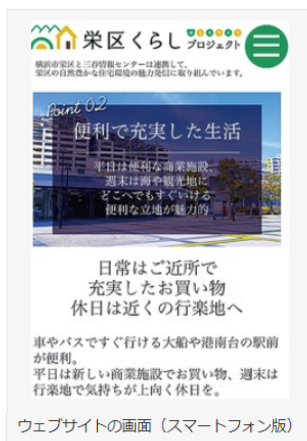 栄区くらし プロジェクト
横浜市栄区と三春情報センターは連携して、
栄区の自然豊かな住宅環境の魅力発信に取り組んでいます。
Point 02
便利で充実した生活
平日は便利な商業施設、
週末は海や観光地に
どこへでもすぐいける
便利な立地が魅力的
日常はご近所で
充実したお買い物
休日は近くの行楽地へ
車やバスですぐ行ける大船や港南台の駅前
が便利。
平日は新しい商業施設でお買い物、週末は
行楽地で気持ちが上向く休日を。
ウェブサイトの画面（スマートフォン版）